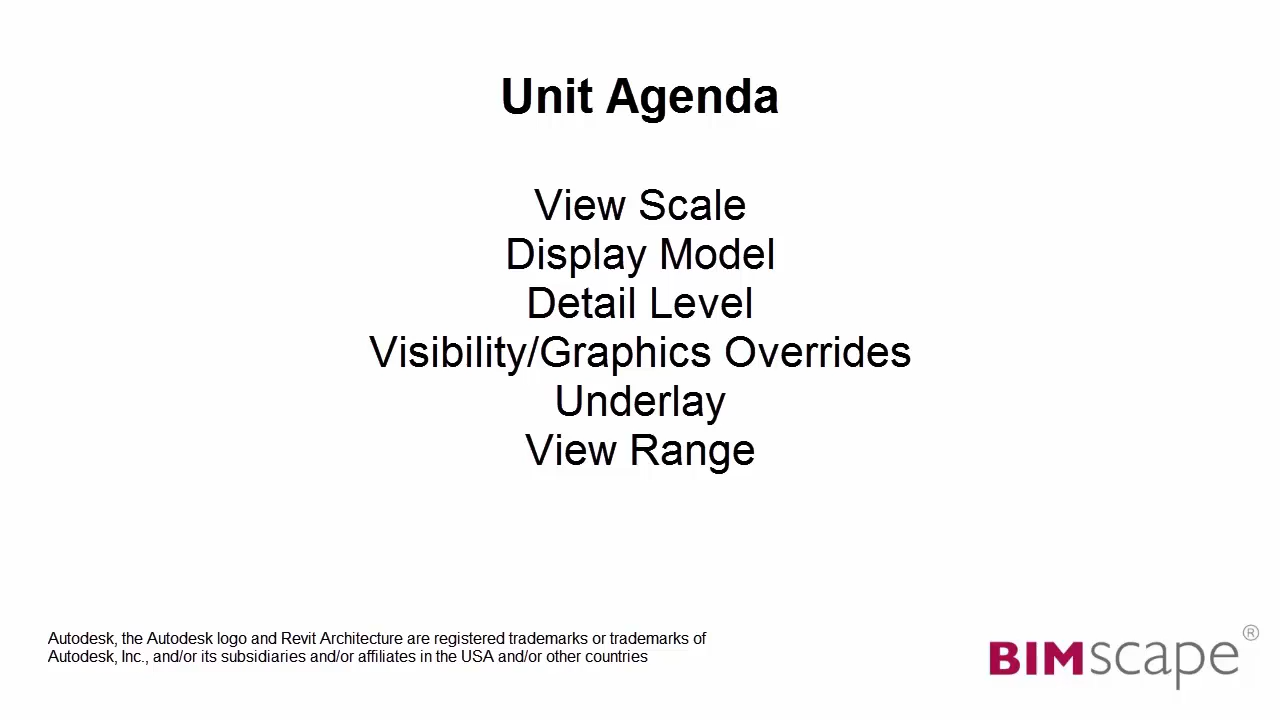 Unit Agenda
View Scale
Display Model
Detail Level
Visibility/Graphics Overrides
Underlay
View Range
Autodesk, the Autodesk logo and Revit Architecture are registered trademarks or trademarks of
Autodesk, Inc., and/or its subsidiaries and/or affiliates in the USA and/or other countries
BIMscape®